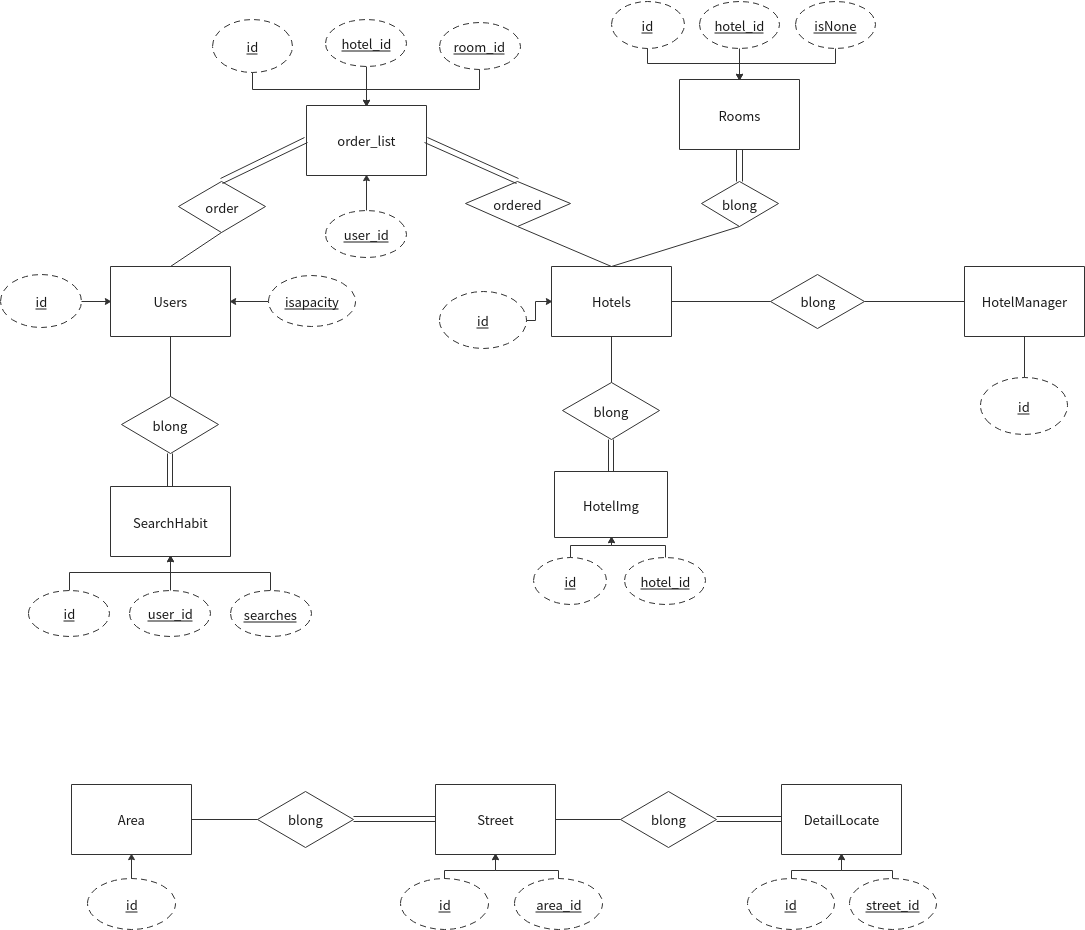 id
hotel_id
room_id
id
hotel_id
isNone
order_list
Rooms
order
user_id
ordered
blong
id
Users
isapacity
id
Hotels
blong
HotelManager
id
blong
blong
SearchHabit
HotelImg
id
user_id
searches
id
hotel_id
Area
blong
Street
blong
DetailLocate
id
id
area_id
id
street_id